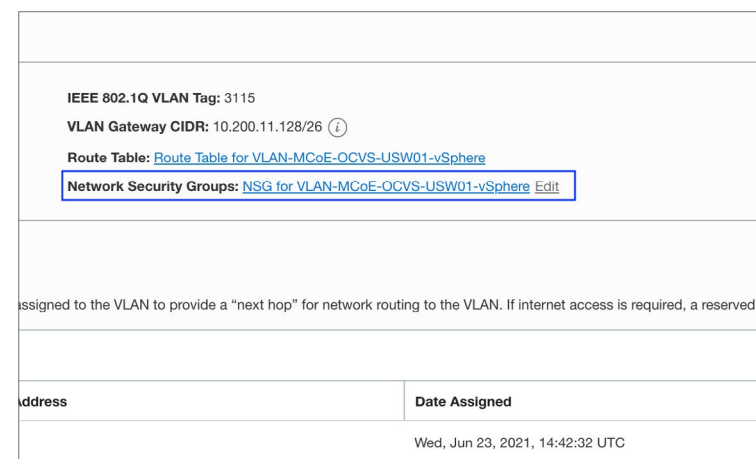 IEEE 802.1Q VLAN Tag: 3115
VLAN Gateway CIDR: 10.200.11.128/26 i
Route Table: Route Table for VLAN-MCoE-OCVS-USW01-vSphere
Network Security Groups: NSG for VLAN-MCoE-OCVS-USW01-vSphere Edit
assigned to the VLAN to provide a “next hop” for network routing to the VLAN. If internet access is required, a reserved
Address
Date Assigned
Wed, Jun 23, 2021, 14:42:32 UTC